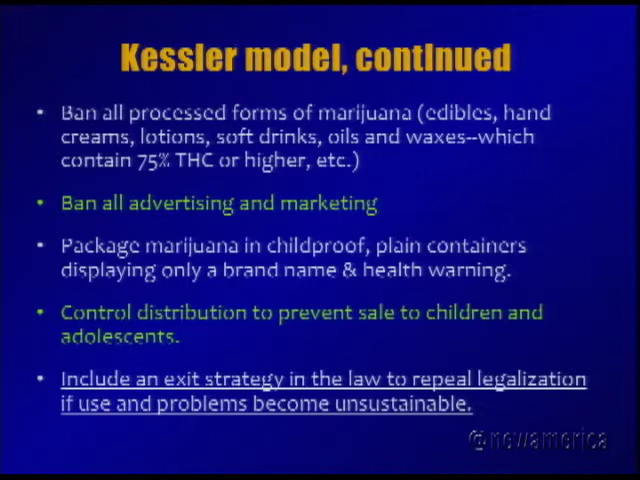 Kessler model, continued
• Ban all processed forms of marijuana (edibles, hand
creams, lotions, soft drinks, oils and waxes--which
contain 75% THC or higher, etc.)
• Ban all advertising and marketing
• Package marijuana in childproof, plain containers
displaying only a brand name & health warning.
• Control distribution to prevent sale to children and
adolescents.
• Include an exit strategy in the law to repeal legalization
if use and problems become unsustainable.
@newamerica